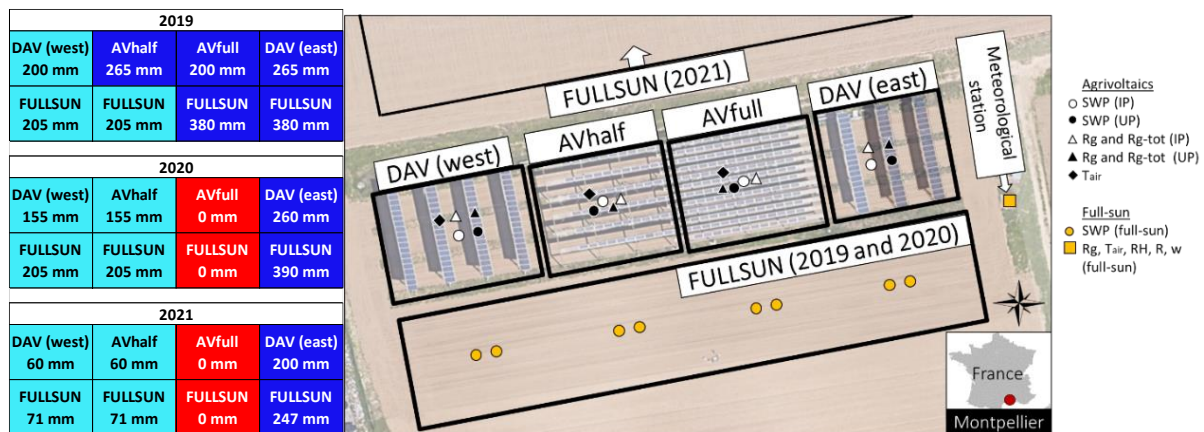 2019
DAV (west) AVhalf AVfull DAV (east)
200 mm 265 mm 200 mm 265 mm
FULLSUN FULLSUN FULLSUN FULLSUN
205 mm 205 mm 380 mm 380 mm
2020
DAV (west) AVhalf AVfull DAV (east)
155 mm 155 mm 0 mm 260 mm
FULLSUN FULLSUN FULLSUN FULLSUN
205 mm 205 mm 0 mm 390 mm
2021
DAV (west) AVhalf AVfull DAV (east)
60 mm 60 mm 0 mm 200 mm
FULLSUN FULLSUN FULLSUN FULLSUN
71 mm 71 mm 0 mm 247 mm
FULLSUN (2021)
DAV (west)
AVhalf
AVfull
DAV (east)
Meteorological
station
FULLSUN (2019 and 2020)
France
Montpellier
Agrivoltaics
SWP (IP)
SWP (UP)
Rg and Rg-tot (IP)
Rg and Rg-tot (UP)
Tair
Full-sun
SWP (full-sun)
Rg, Tair, RH, R, w
(full-sun)